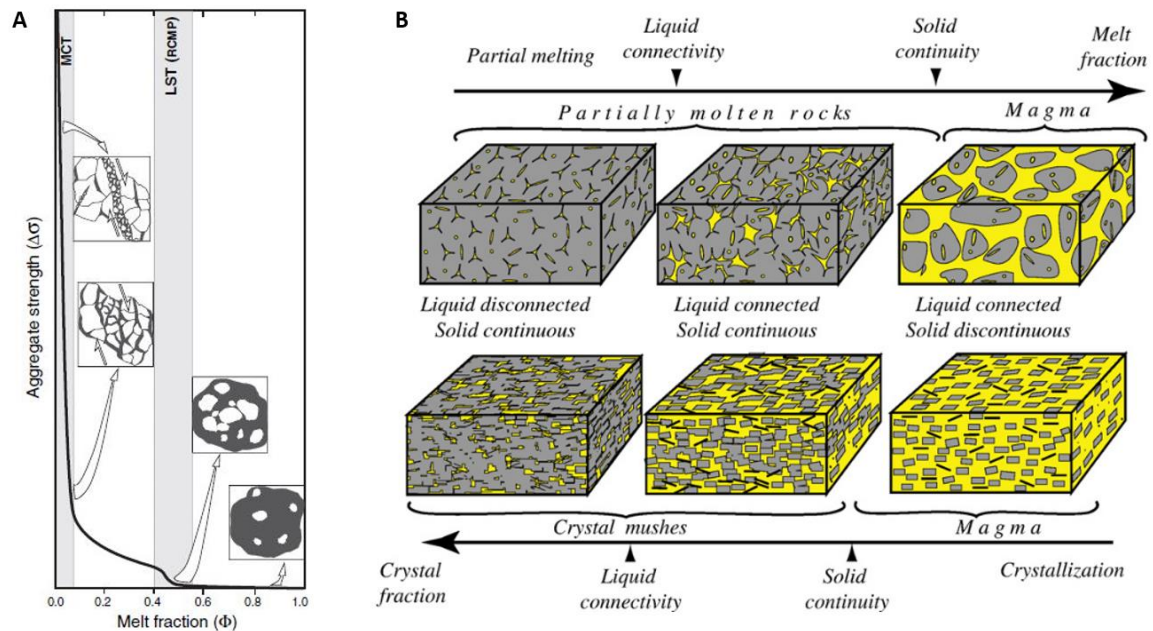 A
MCT
LST (RCMP)
Aggregate strength (Δσ)
0.0 0.2 0.4 0.6 0.8 1.0
Melt fraction (Φ)
B
Partial melting
Liquid
connectivity
Solid
continuity
Melt
fraction
Partially molten rocks
Magma
Liquid disconnected
Solid continuous
Liquid connected
Solid continuous
Liquid connected
Solid discontinuous
Crystal mushes
Magma
Crystal
fraction
Liquid
connectivity
Solid
continuity
Crystallization